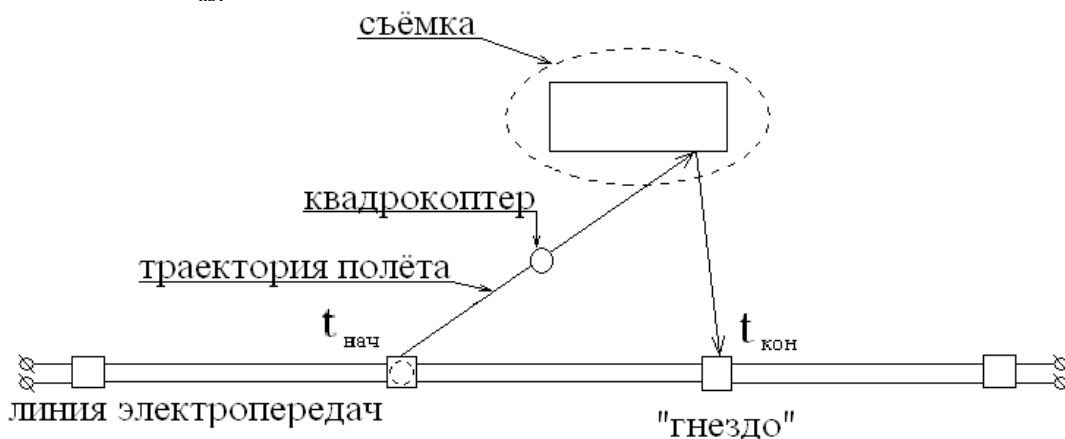 съёмка
квадрокоптер
траектория полёта
t нач
t кон
линия электропередач
"гнездо"